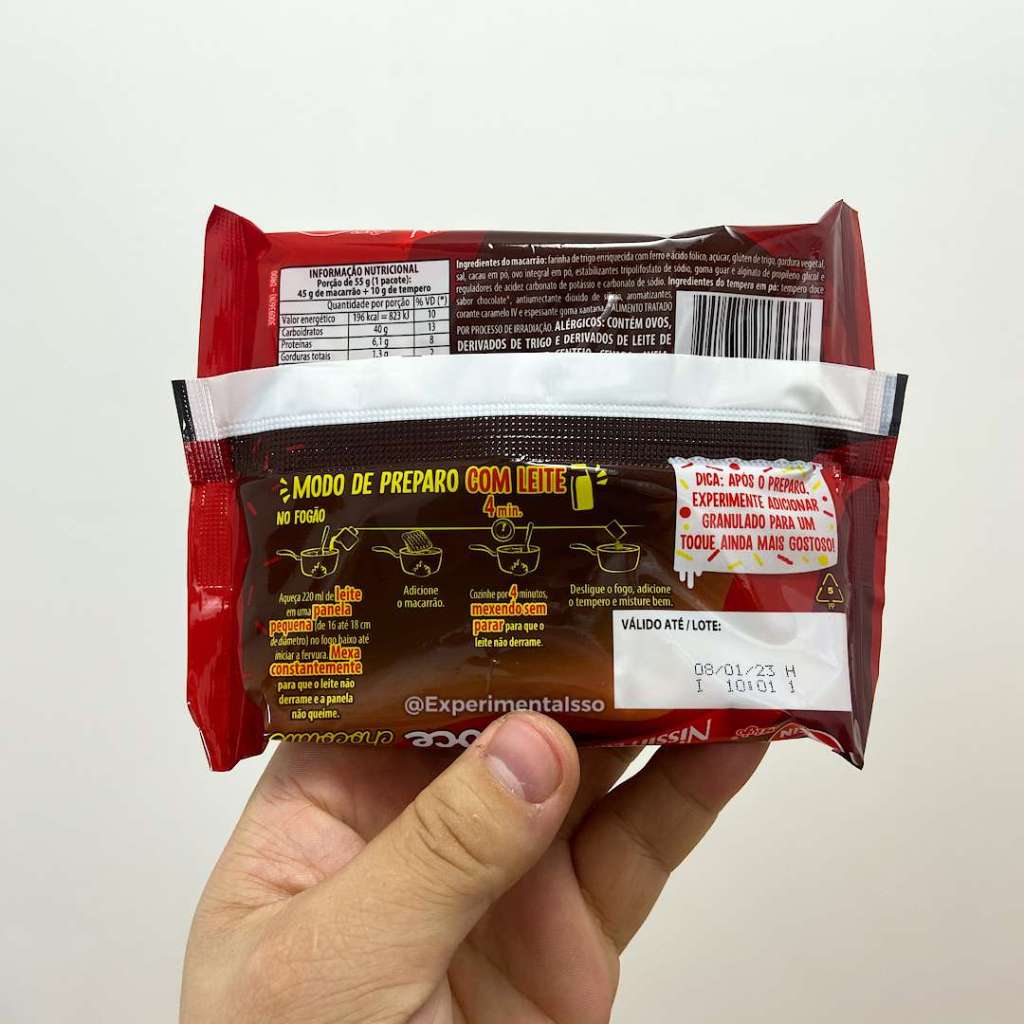 INFORMAÇÃO NUTRICIONAL
Porção de 55 g (1 pacote):
45 g de macarrão + 10 g de tempero
Quantidade por porção % VD (*)
Valor energético 196 kcal = 823 kJ 10
Carboidratos 40 g 13
Proteínas 6,1 g 8
Gorduras totais 1,3 g 2
Ingredientes do macarrão: farinha de trigo enriquecida com ferro e ácido fólico, açúcar, glúten de trigo, gordura vegetal,
sal, cacau em pó, ovo integral em pó, estabilizantes tripolifosfato de sódio, goma guar e alginato de propileno glicol e
reguladores de acidez carbonato de potássio e carbonato de sódio. Ingredientes do tempero em pó: tempero doce
sabor chocolate*, antiumectante dióxido de aromatizantes,
corante caramelo IV e espessante goma xantana. ALIMENTO TRATADO
POR PROCESSO DE IRRADIAÇÃO. ALÉRGICOS: CONTÉM OVOS,
DERIVADOS DE TRIGO E DERIVADOS DE LEITE DE
MODO DE PREPARO COM LEITE
NO FOGÃO
4 min.
Aqueça 220 ml de leite
em uma panela
pequena (de 16 até 18 cm
de diâmetro) no fogo baixo até
iniciar a fervura. Mexa
constantemente
para que o leite não
derrame e a panela
não queime.
Adicione
o macarrão.
Cozinhe por 4 minutos,
mexendo sem
parar para que o
leite não derrame.
Desligue o fogo, adicione
o tempero e misture bem.
DICA: APÓS O PREPARO,
EXPERIMENTE ADICIONAR
GRANULADO PARA UM
TOQUE AINDA MAIS GOSTOSO!
5
PP
VÁLIDO ATÉ / LOTE:
08/01/23 H
I 10:01 1
@ExperimentaIsso
chocolate